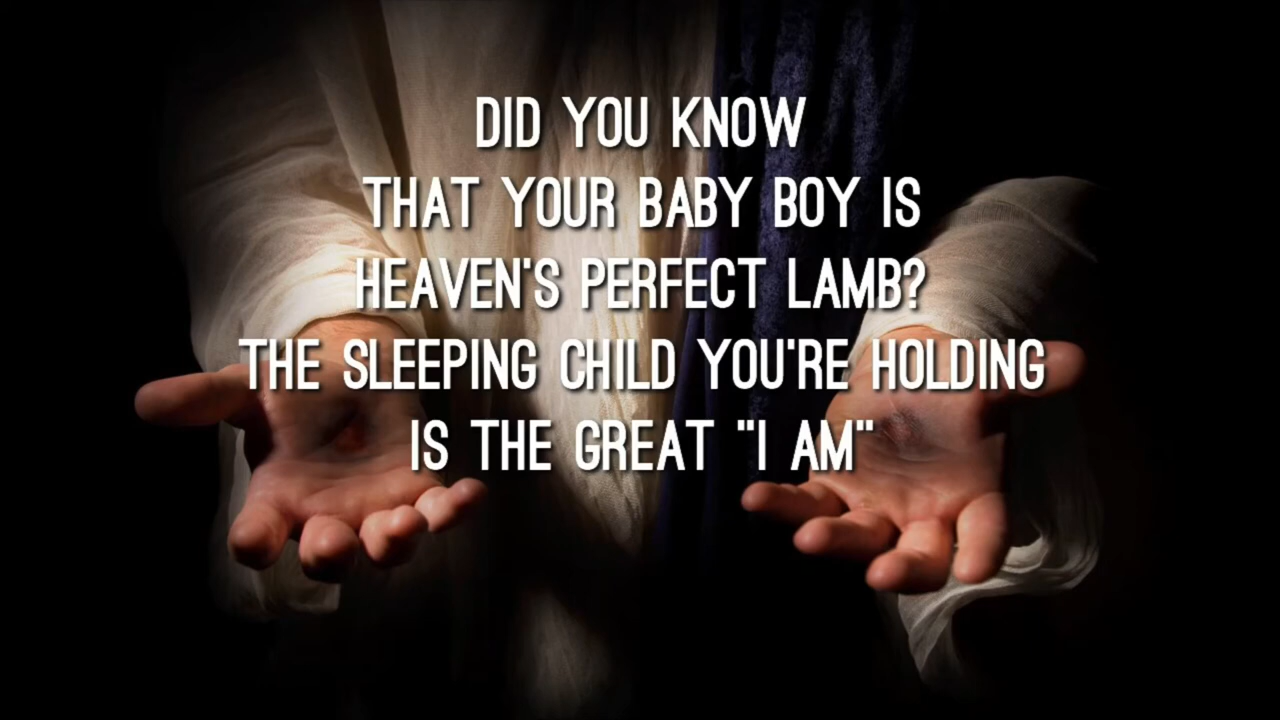 DID YOU KNOW
THAT YOUR BABY BOY IS
HEAVEN'S PERFECT LAMB?
THE SLEEPING CHILD YOU'RE HOLDING
IS THE GREAT "I AM"